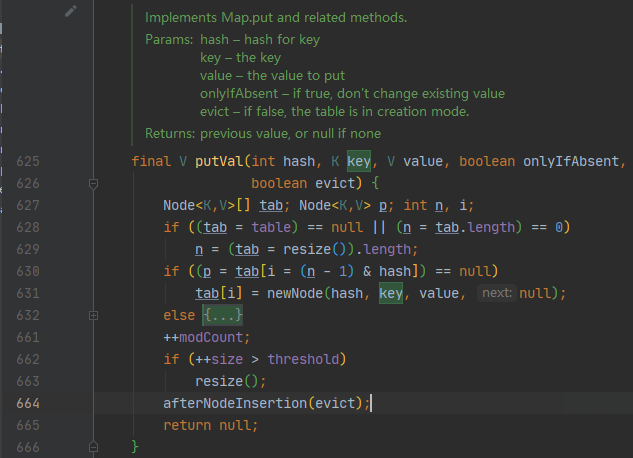 Implements Map.put and related methods.
Params: hash – hash for key
key – the key
value – the value to put
onlyIfAbsent – if true, don't change existing value
evict – if false, the table is in creation mode.
Returns: previous value, or null if none
625 final V putVal(int hash, K key, V value, boolean onlyIfAbsent,
626 boolean evict) {
627 Node<K,V>[] tab; Node<K,V> p; int n, i;
628 if ((tab = table) == null || (n = tab.length) == 0)
629 n = (tab = resize()).length;
630 if ((p = tab[i = (n - 1) & hash]) == null)
631 tab[i] = newNode(hash, key, value, next: null);
632 else {...}
661 ++modCount;
662 if (++size > threshold)
663 resize();
664 afterNodeInsertion(evict);
665 return null;
666 }